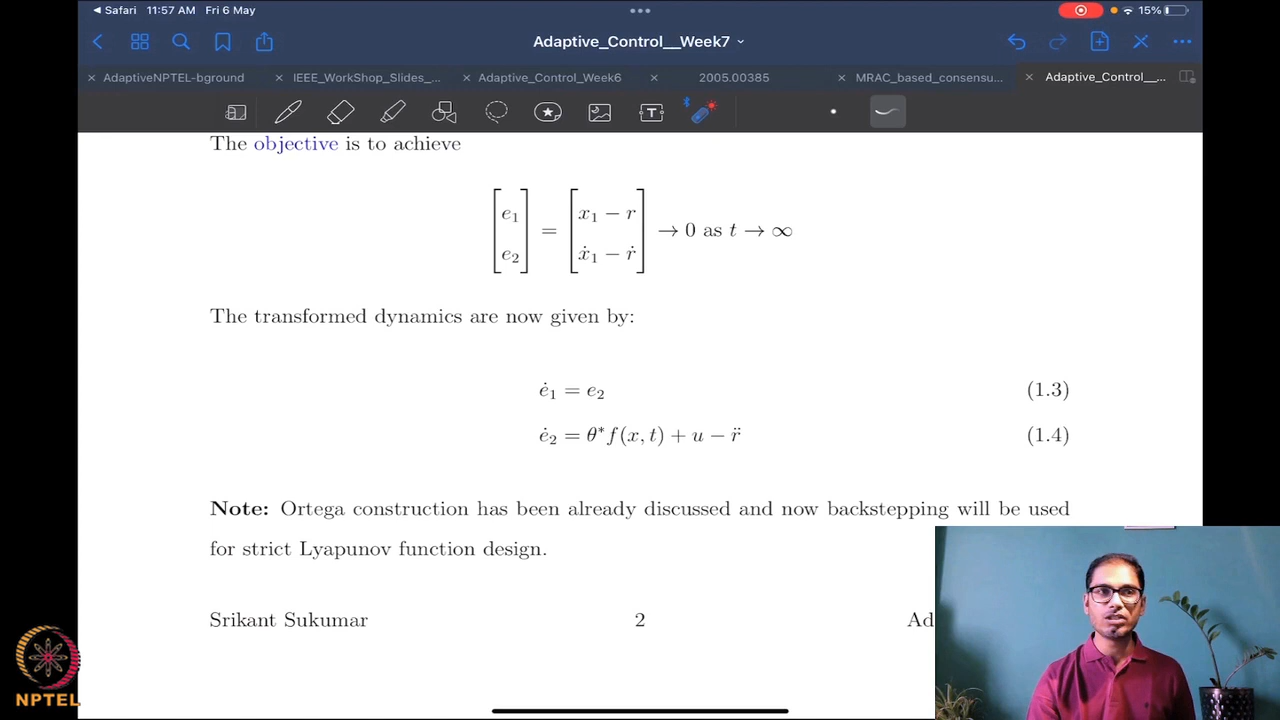 Safari 11:57 AM Fri 6 May 15%
Adaptive_Control__Week7
AdaptiveNPTEL-bground IEEE_WorkShop_Slides_... Adaptive_Control_Week6 2005.00385 MRAC_based_consensu... Adaptive_Control__...
The objective is to achieve
[e₁ e₂] = [x₁ − r ẋ₁ − ṙ] → 0 as t → ∞
The transformed dynamics are now given by:
ė₁ = e₂ (1.3)
ė₂ = θ*f(x, t) + u − r̈ (1.4)
Note: Ortega construction has been already discussed and now backstepping will be used
for strict Lyapunov function design.
Srikant Sukumar 2 Ad
NPTEL